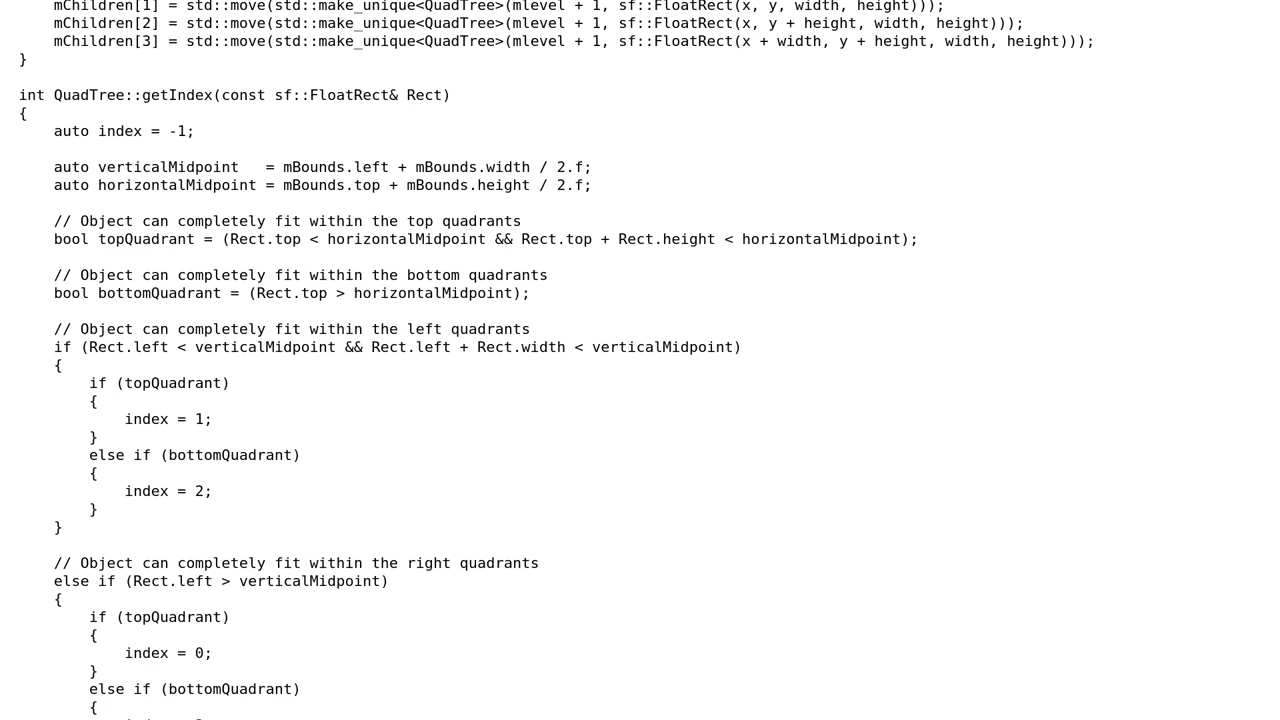 mChildren[1] = std::move(std::make_unique<QuadTree>(mlevel + 1, sf::FloatRect(x, y, width, height)));
    mChildren[2] = std::move(std::make_unique<QuadTree>(mlevel + 1, sf::FloatRect(x, y + height, width, height)));
    mChildren[3] = std::move(std::make_unique<QuadTree>(mlevel + 1, sf::FloatRect(x + width, y + height, width, height)));
}

int QuadTree::getIndex(const sf::FloatRect& Rect)
{
    auto index = -1;

    auto verticalMidpoint   = mBounds.left + mBounds.width / 2.f;
    auto horizontalMidpoint = mBounds.top + mBounds.height / 2.f;

    // Object can completely fit within the top quadrants
    bool topQuadrant = (Rect.top < horizontalMidpoint && Rect.top + Rect.height < horizontalMidpoint);

    // Object can completely fit within the bottom quadrants
    bool bottomQuadrant = (Rect.top > horizontalMidpoint);

    // Object can completely fit within the left quadrants
    if (Rect.left < verticalMidpoint && Rect.left + Rect.width < verticalMidpoint)
    {
        if (topQuadrant)
        {
            index = 1;
        }
        else if (bottomQuadrant)
        {
            index = 2;
        }
    }

    // Object can completely fit within the right quadrants
    else if (Rect.left > verticalMidpoint)
    {
        if (topQuadrant)
        {
            index = 0;
        }
        else if (bottomQuadrant)
        {